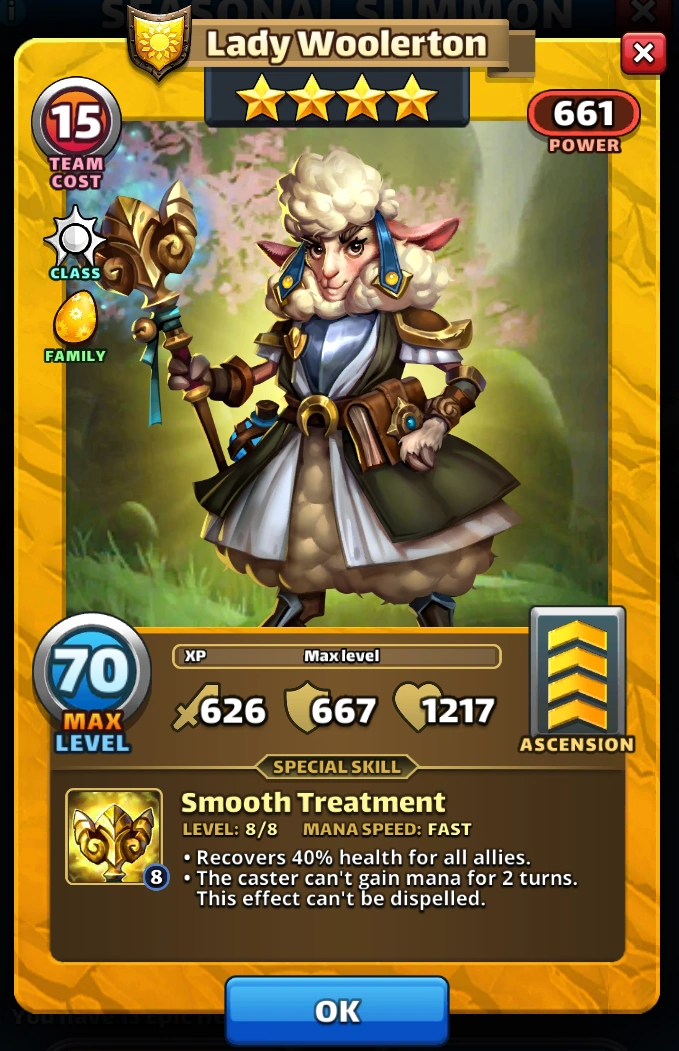 SEASONAL SUMMON
Lady Woolerton
15
TEAM
COST
661
POWER
CLASS
FAMILY
70
MAX
LEVEL
XP Max level
626 667 1217
ASCENSION
SPECIAL SKILL
Smooth Treatment
LEVEL: 8/8 MANA SPEED: FAST
8
• Recovers 40% health for all allies.
• The caster can't gain mana for 2 turns.
This effect can't be dispelled.
OK